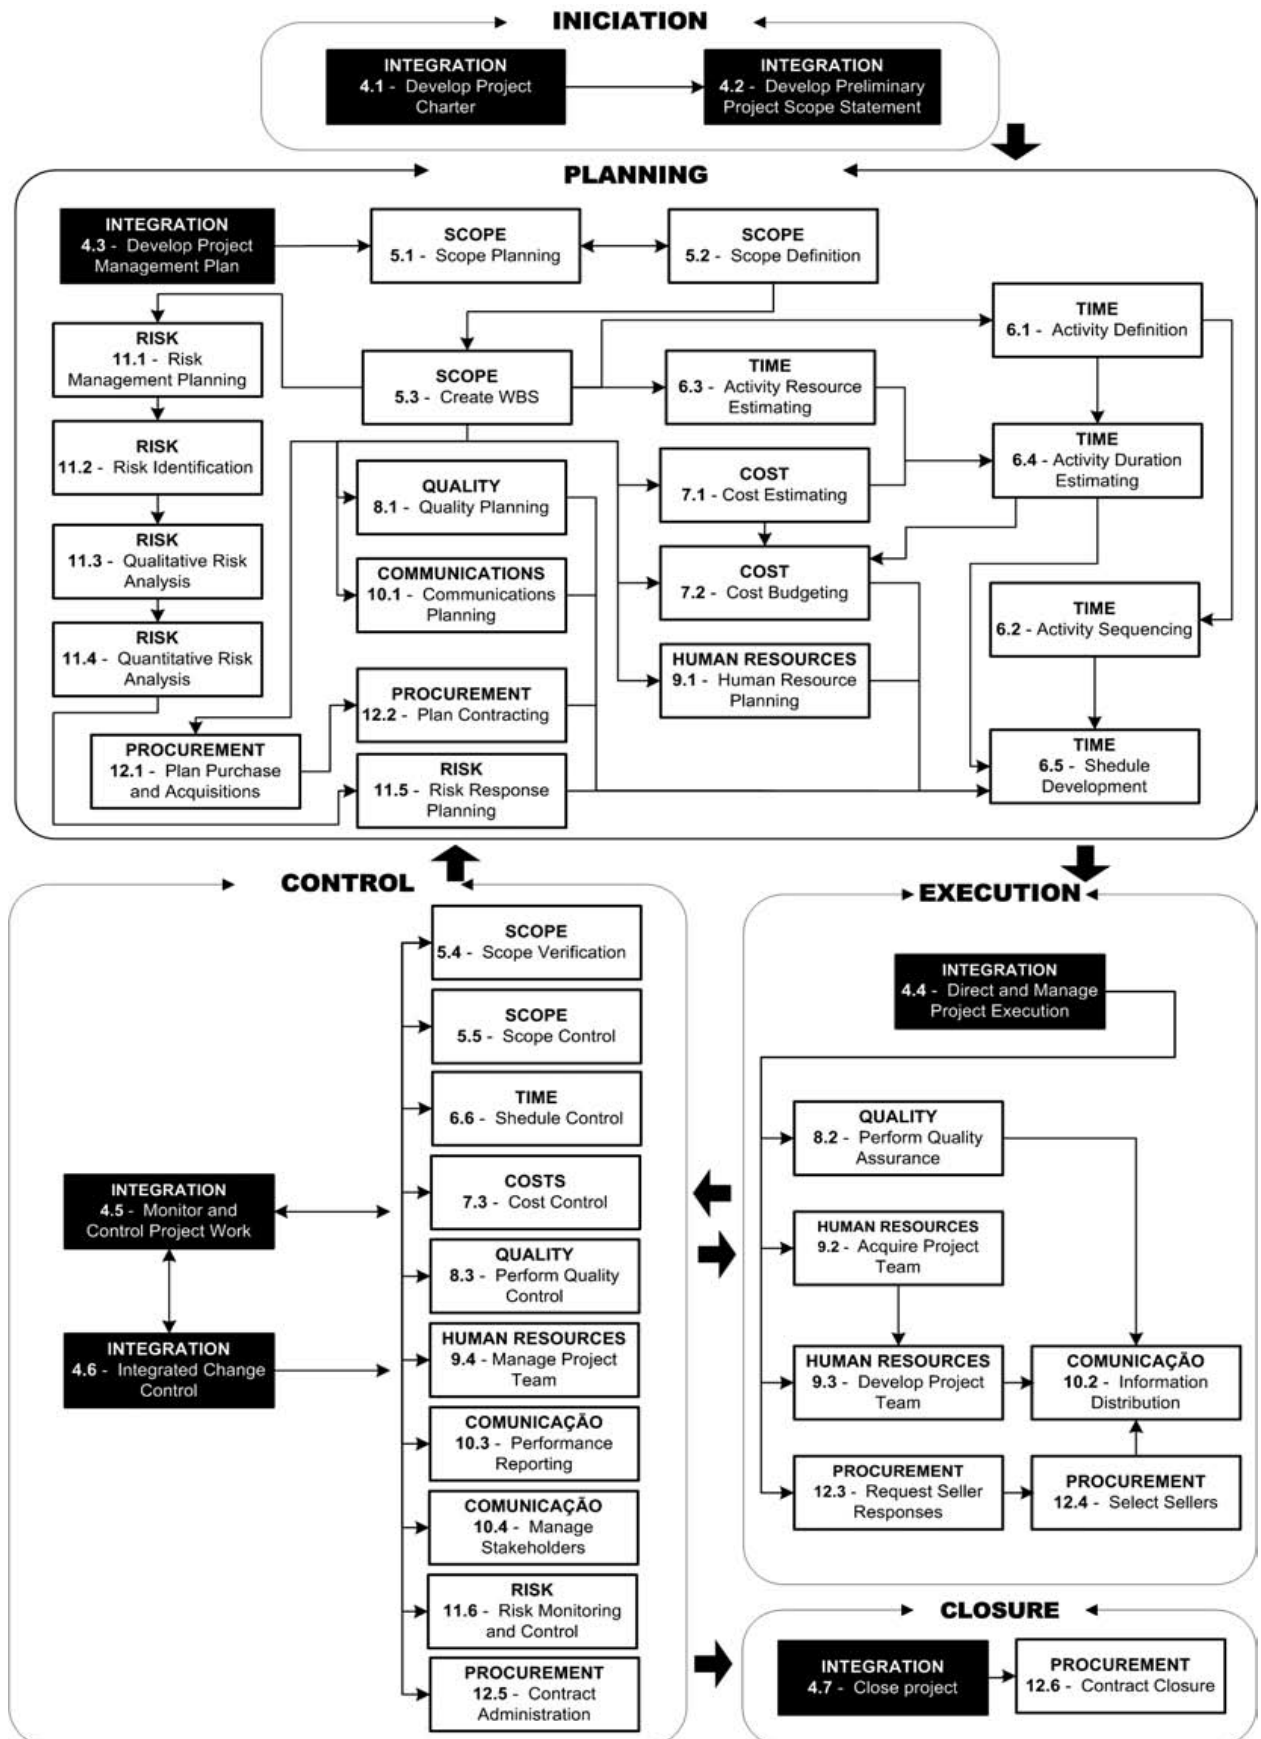 INICIATION
INTEGRATION
4.1 - Develop Project
Charter
INTEGRATION
4.2 - Develop Preliminary
Project Scope Statement
PLANNING
INTEGRATION
4.3 - Develop Project
Management Plan
SCOPE
5.1 - Scope Planning
SCOPE
5.2 - Scope Definition
TIME
6.1 - Activity Definition
RISK
11.1 - Risk
Management Planning
SCOPE
5.3 - Create WBS
TIME
6.3 - Activity Resource
Estimating
RISK
11.2 - Risk Identification
TIME
6.4 - Activity Duration
Estimating
QUALITY
8.1 - Quality Planning
COST
7.1 - Cost Estimating
RISK
11.3 - Qualitative Risk
Analysis
COMMUNICATIONS
10.1 - Communications
Planning
COST
7.2 - Cost Budgeting
TIME
6.2 - Activity Sequencing
RISK
11.4 - Quantitative Risk
Analysis
PROCUREMENT
12.2 - Plan Contracting
HUMAN RESOURCES
9.1 - Human Resource
Planning
PROCUREMENT
12.1 - Plan Purchase
and Acquisitions
RISK
11.5 - Risk Response
Planning
TIME
6.5 - Shedule
Development
CONTROL
SCOPE
5.4 - Scope Verification
SCOPE
5.5 - Scope Control
TIME
6.6 - Shedule Control
COSTS
7.3 - Cost Control
INTEGRATION
4.5 - Monitor and
Control Project Work
QUALITY
8.3 - Perform Quality
Control
INTEGRATION
4.6 - Integrated Change
Control
HUMAN RESOURCES
9.4 - Manage Project
Team
COMUNICAÇÃO
10.3 - Performance
Reporting
COMUNICAÇÃO
10.4 - Manage
Stakeholders
RISK
11.6 - Risk Monitoring
and Control
PROCUREMENT
12.5 - Contract
Administration
EXECUTION
INTEGRATION
4.4 - Direct and Manage
Project Execution
QUALITY
8.2 - Perform Quality
Assurance
HUMAN RESOURCES
9.2 - Acquire Project
Team
HUMAN RESOURCES
9.3 - Develop Project
Team
COMUNICAÇÃO
10.2 - Information
Distribution
PROCUREMENT
12.3 - Request Seller
Responses
PROCUREMENT
12.4 - Select Sellers
CLOSURE
INTEGRATION
4.7 - Close project
PROCUREMENT
12.6 - Contract Closure